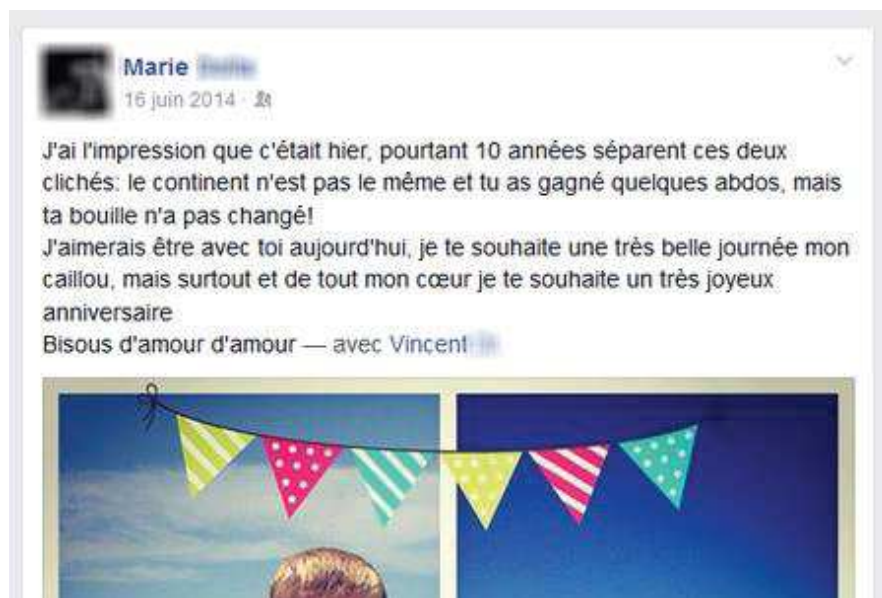 Marie
16 juin 2014 ·
J'ai l'impression que c'était hier, pourtant 10 années séparent ces deux
clichés: le continent n'est pas le même et tu as gagné quelques abdos, mais
ta bouille n'a pas changé!
J'aimerais être avec toi aujourd'hui, je te souhaite une très belle journée mon
caillou, mais surtout et de tout mon cœur je te souhaite un très joyeux
anniversaire
Bisous d'amour d'amour — avec Vincent